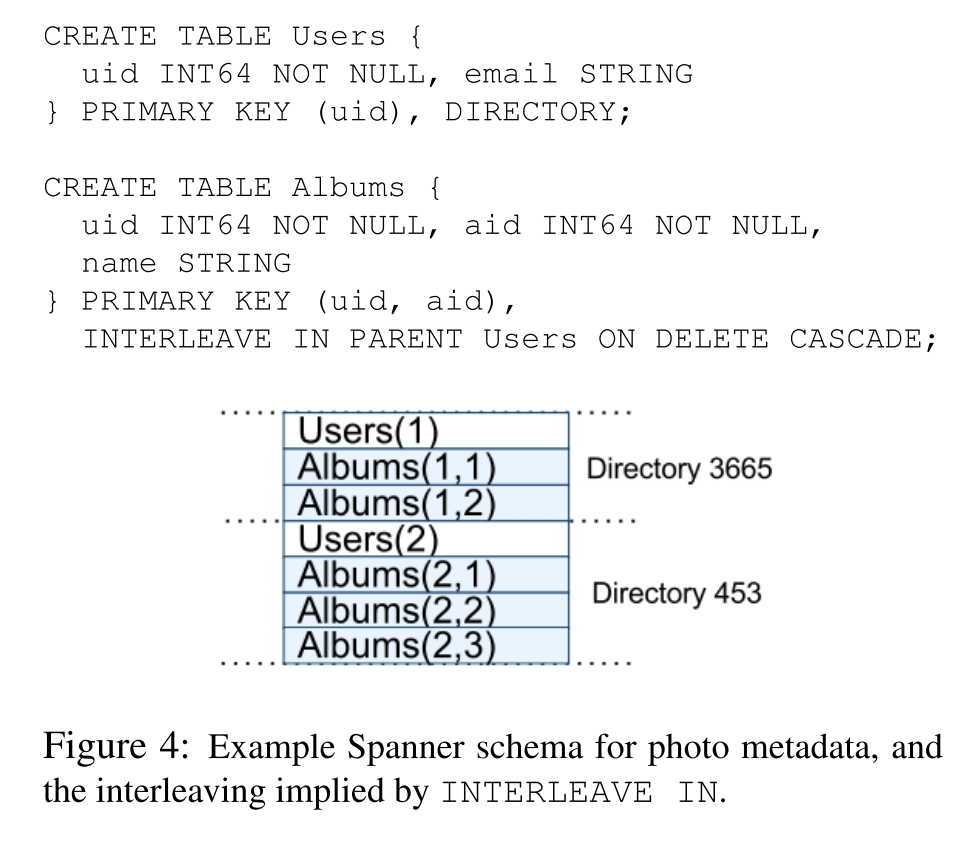 CREATE TABLE Users {
uid INT64 NOT NULL, email STRING
} PRIMARY KEY (uid), DIRECTORY;
CREATE TABLE Albums {
uid INT64 NOT NULL, aid INT64 NOT NULL,
name STRING
} PRIMARY KEY (uid, aid),
INTERLEAVE IN PARENT Users ON DELETE CASCADE;
Users(1)
Albums(1,1)
Directory 3665
Albums(1,2)
Users(2)
Albums(2,1)
Directory 453
Albums(2,2)
Albums(2,3)
Figure 4: Example Spanner schema for photo metadata, and
the interleaving implied by INTERLEAVE IN.